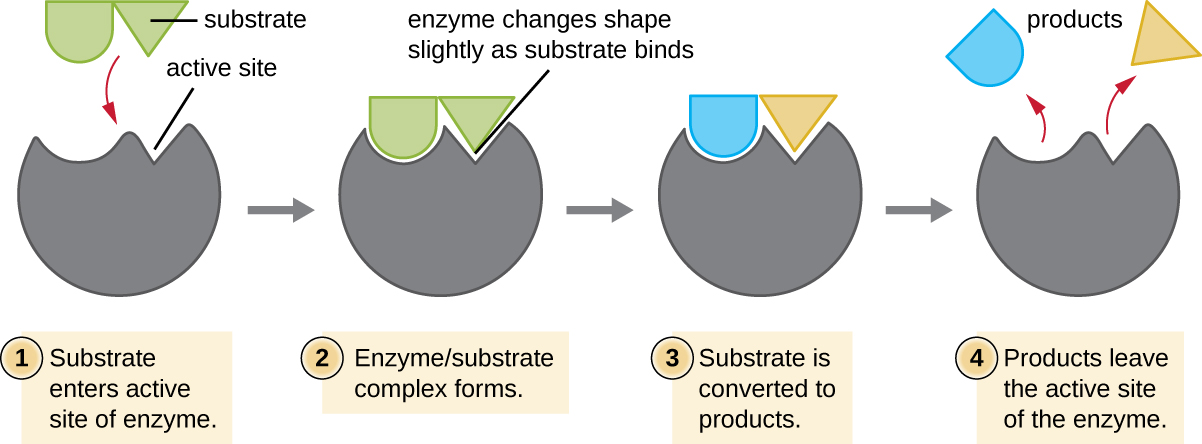 substrate
active site
enzyme changes shape
slightly as substrate binds
products
1 Substrate
enters active
site of enzyme.
2 Enzyme/substrate
complex forms.
3 Substrate is
converted to
products.
4 Products leave
the active site
of the enzyme.